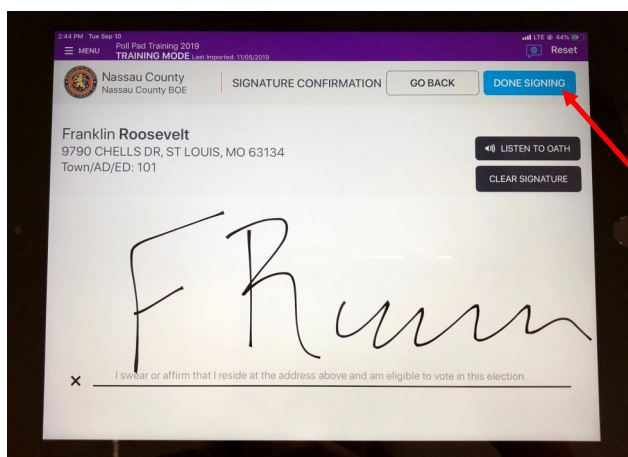 2:44 PM Tue Sep 10 LTE 44%
MENU Poll Pad Training 2019 Reset
TRAINING MODE Last Imported: 11/05/2019
Nassau County
Nassau County BOE
SIGNATURE CONFIRMATION GO BACK DONE SIGNING
Franklin Roosevelt
9790 CHELLS DR, ST LOUIS, MO 63134
Town/AD/ED: 101
LISTEN TO OATH
CLEAR SIGNATURE
I swear or affirm that I reside at the address above and am eligible to vote in this election.
×